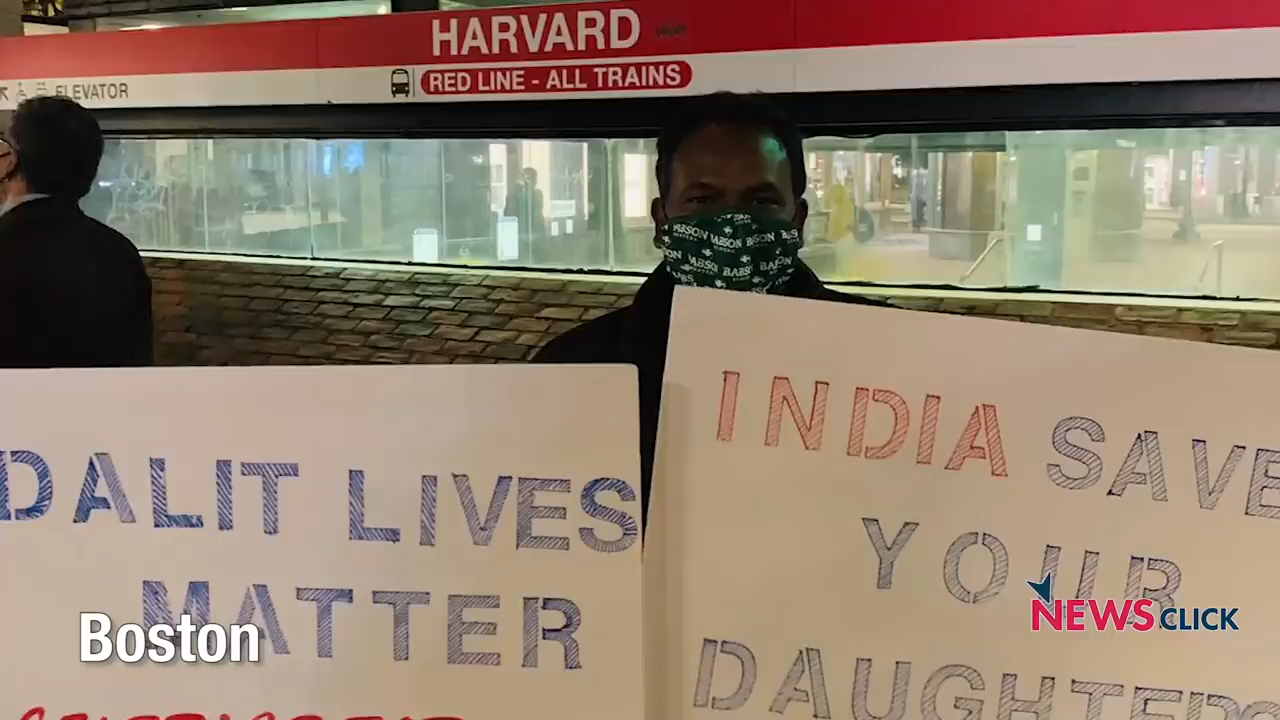 HARVARD
RED LINE - ALL TRAINS
ELEVATOR
BABSON
DALIT LIVES
MATTER
INDIA SAVE
YOUR
DAUGHTERS
Boston
NEWSCLICK